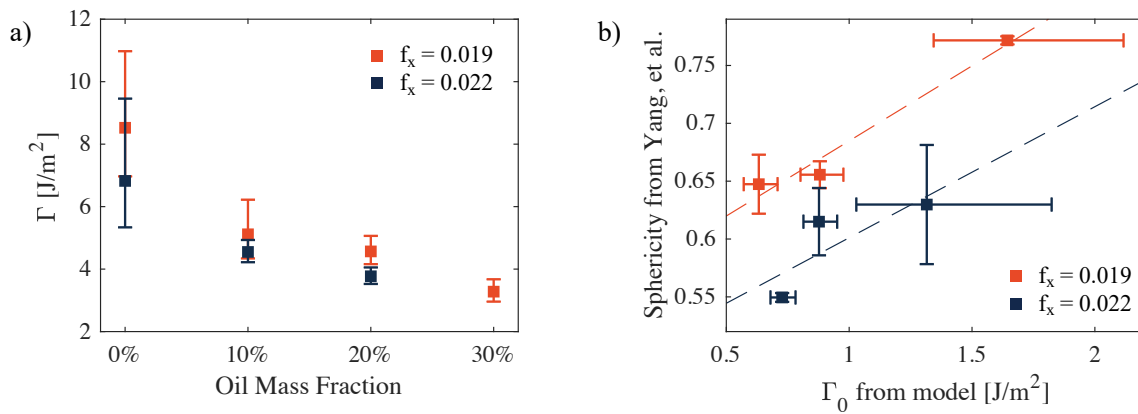 a)
12
10
8
6
4
2
Γ [J/m²]
f_x = 0.019
f_x = 0.022
0%
10%
20%
30%
Oil Mass Fraction
b)
0.75
0.7
0.65
0.6
0.55
Sphericity from Yang, et al.
f_x = 0.019
f_x = 0.022
0.5
1
1.5
2
Γ₀ from model [J/m²]